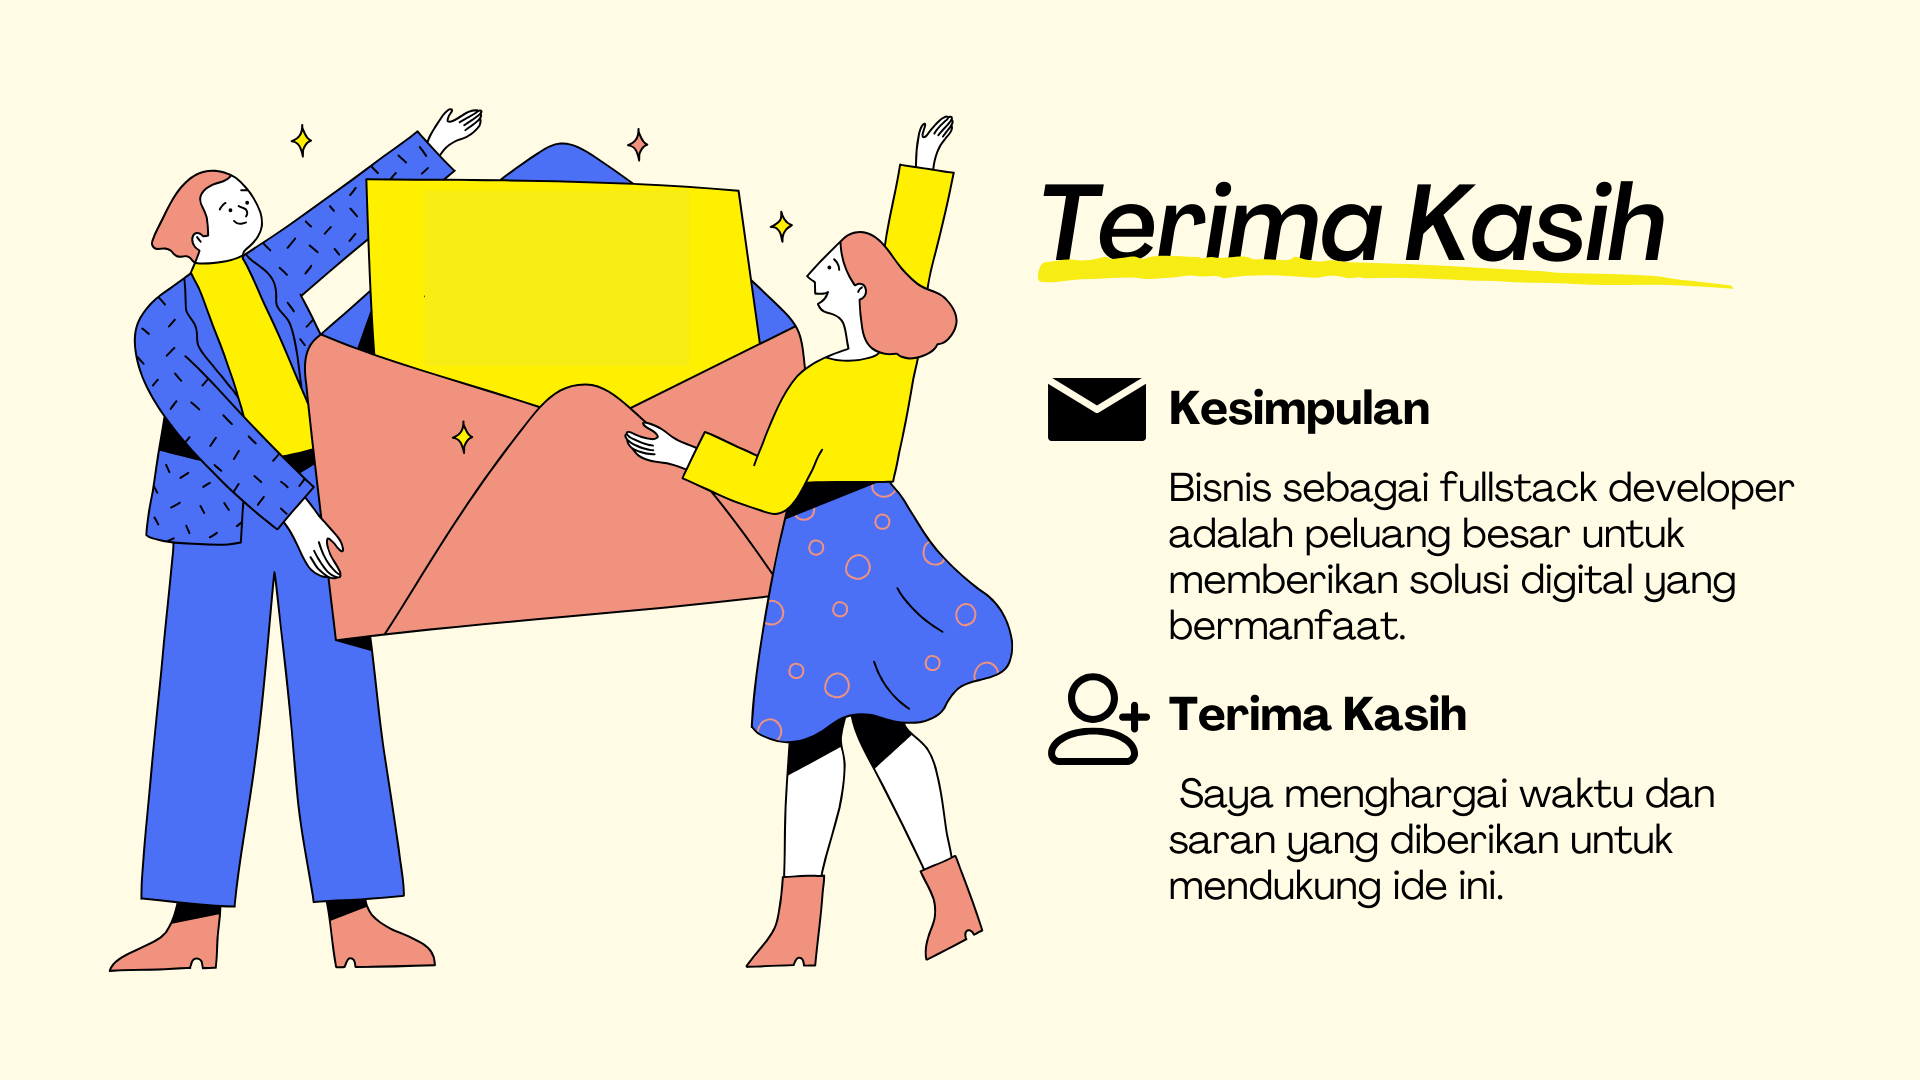 Terima Kasih
Kesimpulan
Bisnis sebagai fullstack developer
adalah peluang besar untuk
memberikan solusi digital yang
bermanfaat.
Terima Kasih
Saya menghargai waktu dan
saran yang diberikan untuk
mendukung ide ini.